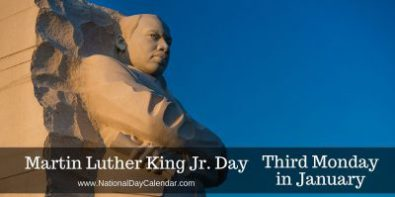 Martin Luther King Jr. Day
www.NationalDayCalendar.com
Third Monday
in January